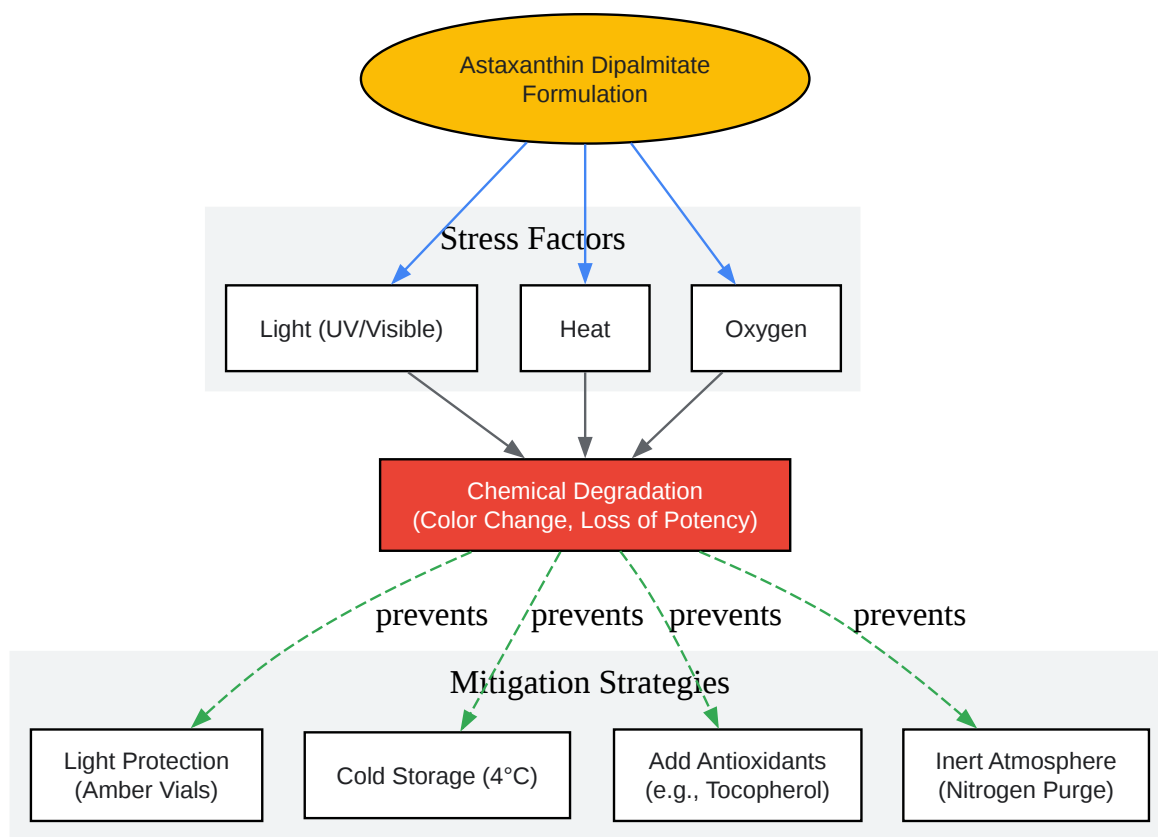 Astaxanthin Dipalmitate
Formulation
Stress Factors
Light (UV/Visible)
Heat
Oxygen
Chemical Degradation
(Color Change, Loss of Potency)
prevents
prevents
prevents
prevents
Mitigation Strategies
Light Protection
(Amber Vials)
Cold Storage (4°C)
Add Antioxidants
(e.g., Tocopherol)
Inert Atmosphere
(Nitrogen Purge)